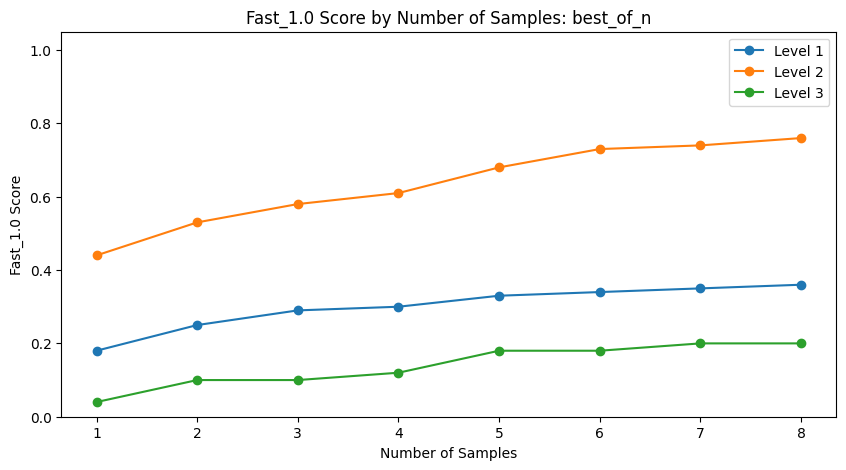 Fast_1.0 Score by Number of Samples: best_of_n
Level 1
Level 2
Level 3
Fast_1.0 Score
1.0
0.8
0.6
0.4
0.2
0.0
1 2 3 4 5 6 7 8
Number of Samples